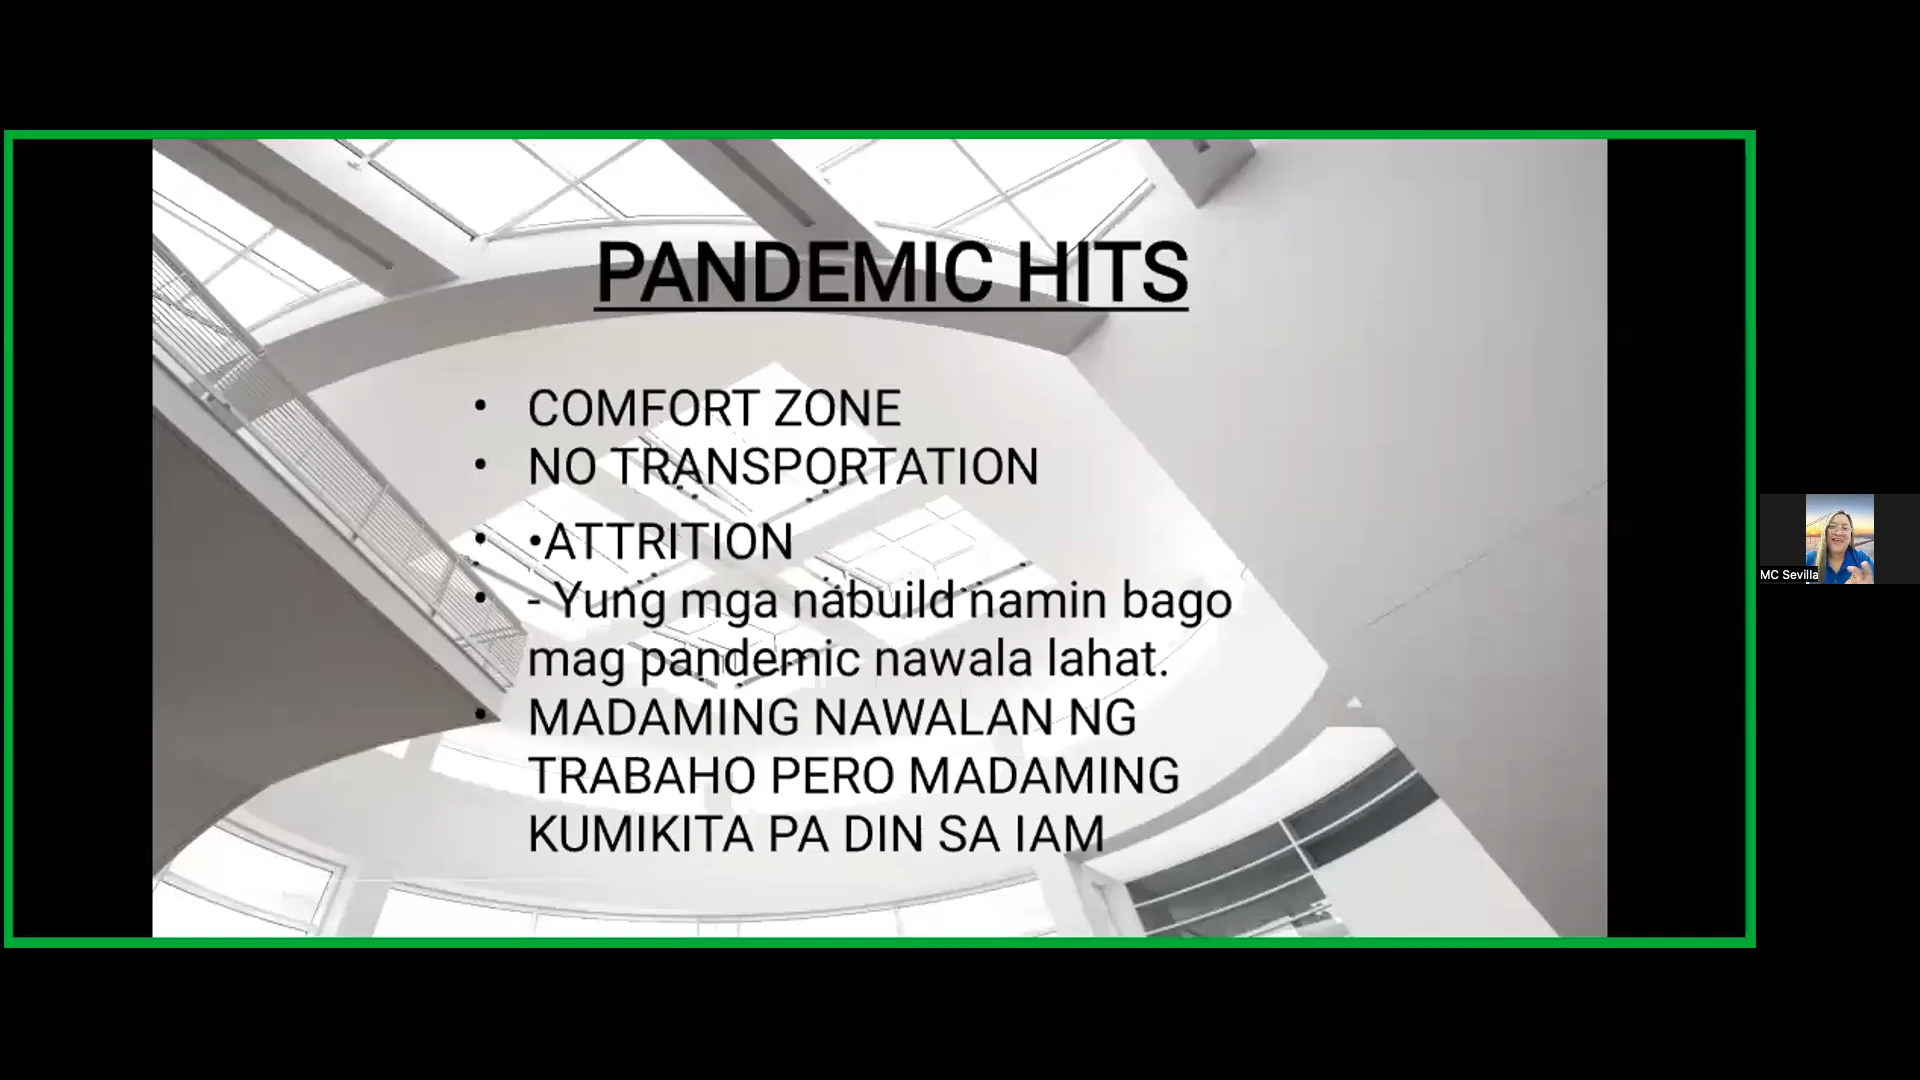 PANDEMIC HITS
• COMFORT ZONE
• NO TRANSPORTATION
• •ATTRITION
• - Yung mga nabuild namin bago
mag pandemic nawala lahat.
• MADAMING NAWALAN NG
TRABAHO PERO MADAMING
KUMIKITA PA DIN SA IAM
MC Sevilla